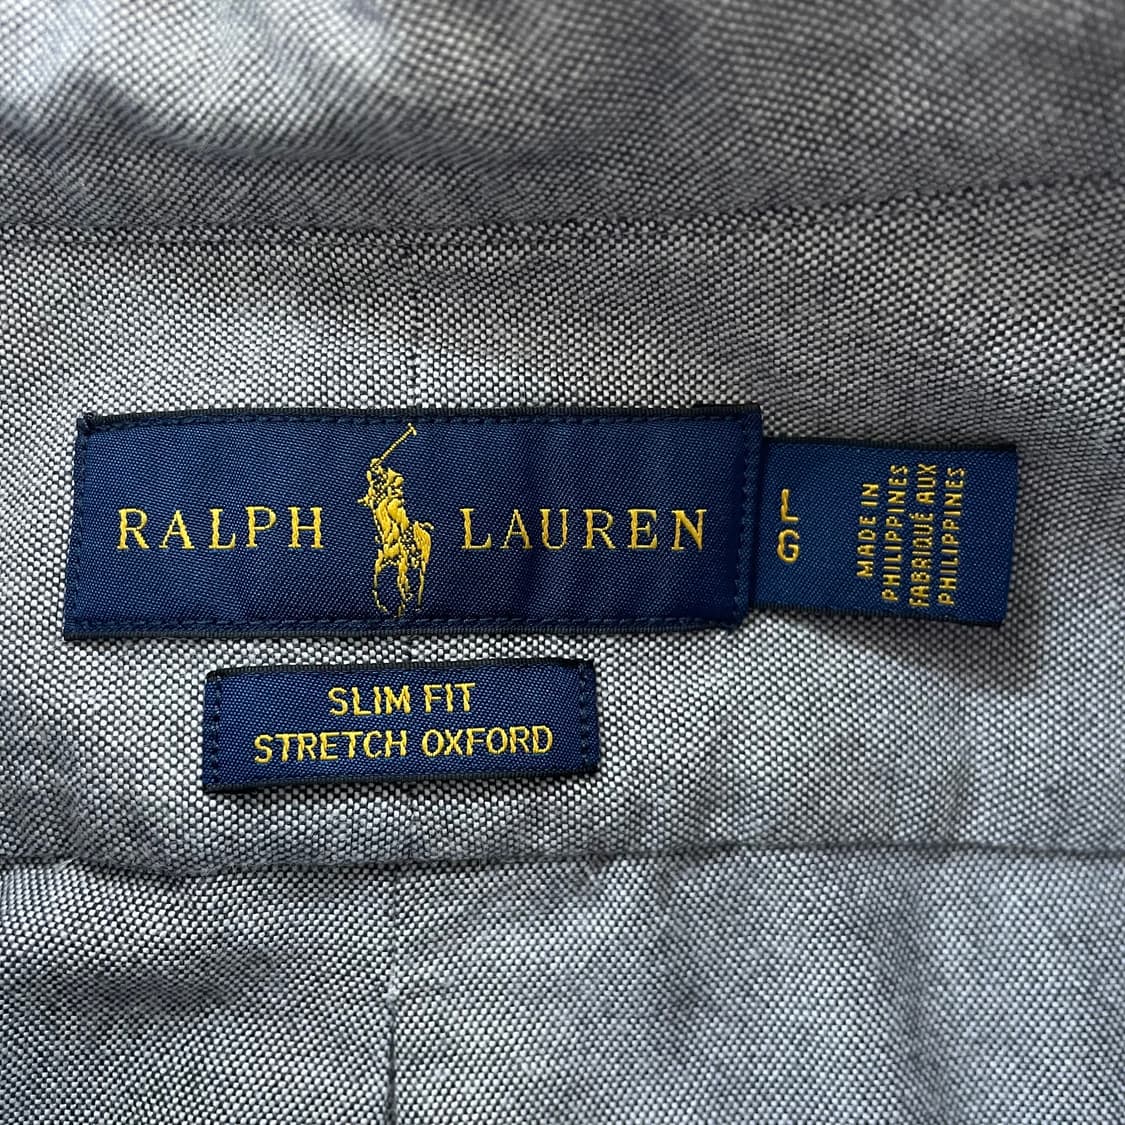 RALPH LAUREN
L
G
MADE IN
PHILIPPINES
FABRIQUÉ AUX
PHILIPPINES
SLIM FIT
STRETCH OXFORD